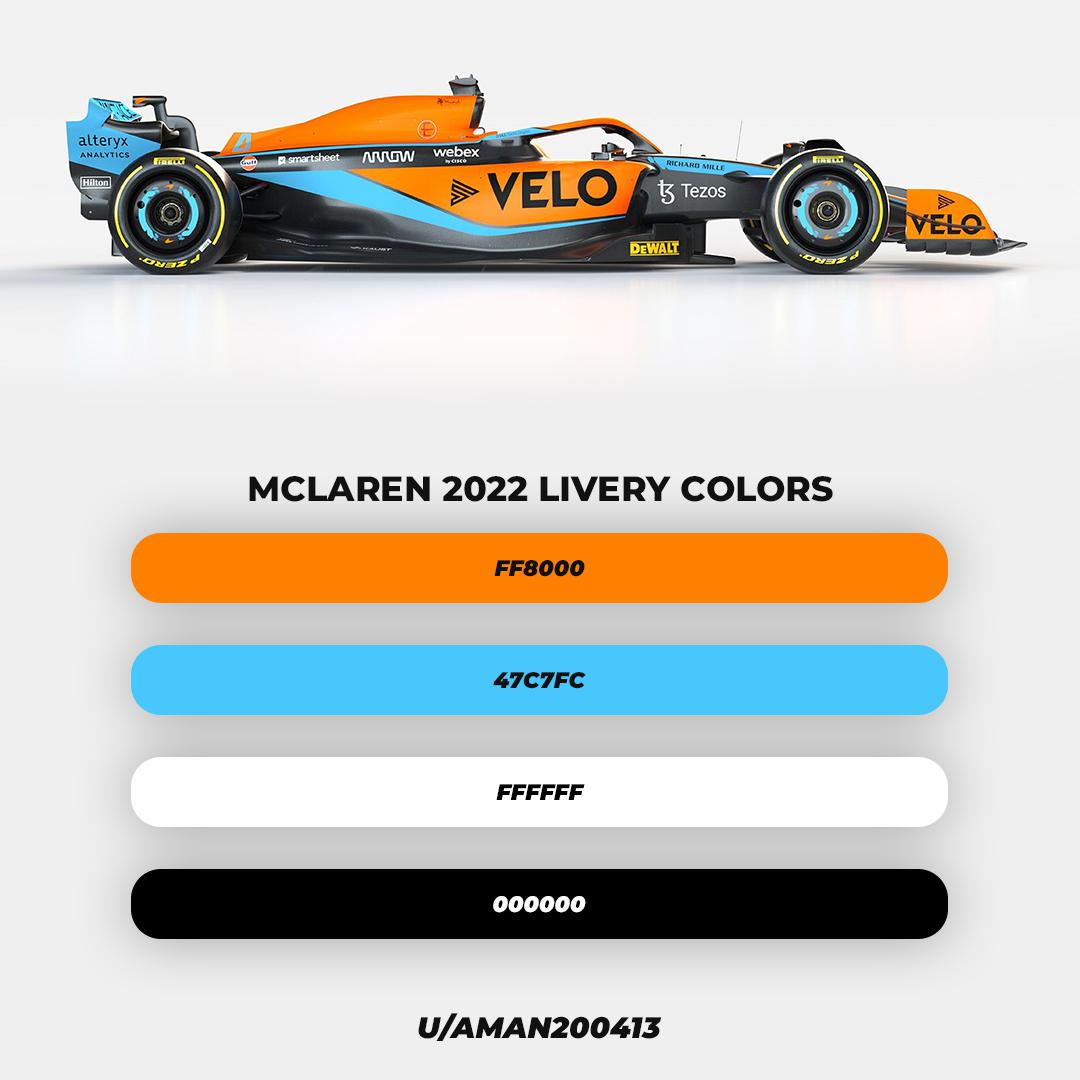 alteryx
ANALYTICS
Hilton
PIRELLI
P ZERO
Gulf
smartsheet
ARROW
webex
by CISCO
VELO
RICHARD MILLE
Tezos
DEWALT
PIRELLI
P ZERO
VELO
MCLAREN 2022 LIVERY COLORS
FF8000
47C7FC
FFFFFF
000000
U/AMAN200413